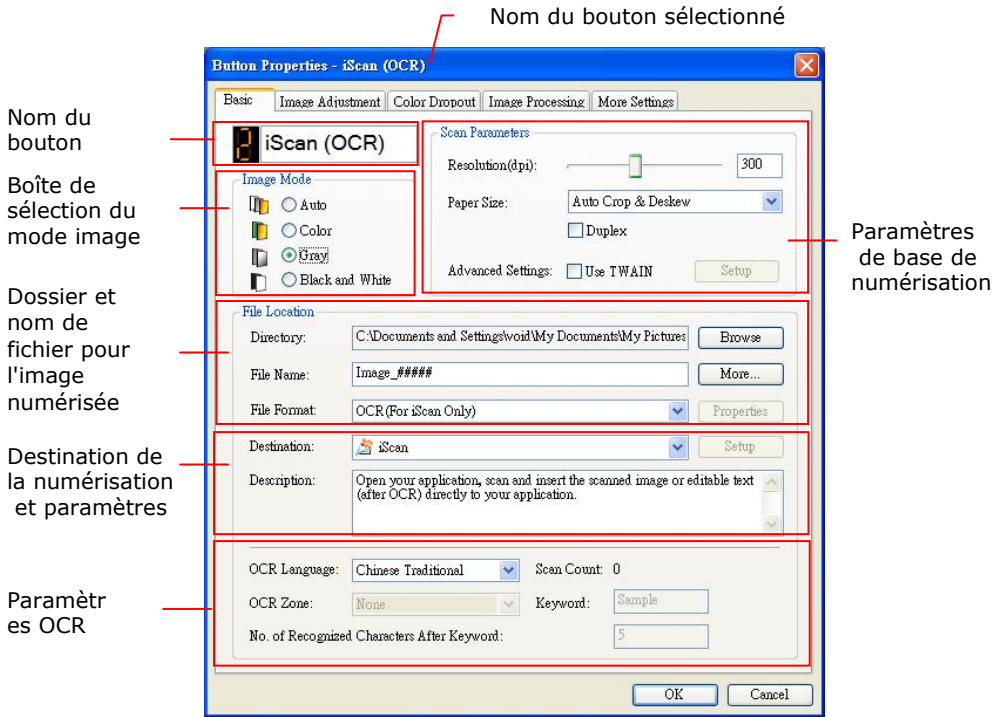 Nom du bouton sélectionné
Button Properties - iScan (OCR)
Basic
Image Adjustment
Color Dropout
Image Processing
More Settings
Nom du
bouton
2
iScan (OCR)
Scan Parameters
Resolution(dpi):
300
Paper Size:
Auto Crop & Deskew
Duplex
Advanced Settings:
Use TWAIN
Setup
Boîte de
sélection du
mode image
Image Mode
Auto
Color
Gray
Black and White
Paramètres
de base de
numérisation
Dossier et
nom de
fichier pour
l'image
numérisée
File Location
Directory:
C:\Documents and Settings\void\My Documents\My Pictures
Browse
File Name:
Image_#####
More...
File Format:
OCR(For iScan Only)
Properties
Destination de
la numérisation
et paramètres
Destination:
iScan
Setup
Description:
Open your application, scan and insert the scanned image or editable text
(after OCR) directly to your application.
Paramètr
es OCR
OCR Language:
Chinese Traditional
Scan Count: 0
OCR Zone:
None
Keyword:
Sample
No. of Recognized Characters After Keyword:
5
OK
Cancel